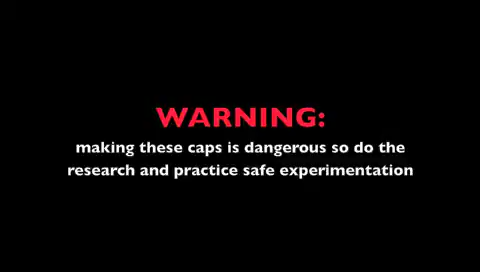 WARNING:
making these caps is dangerous so do the
research and practice safe experimentation